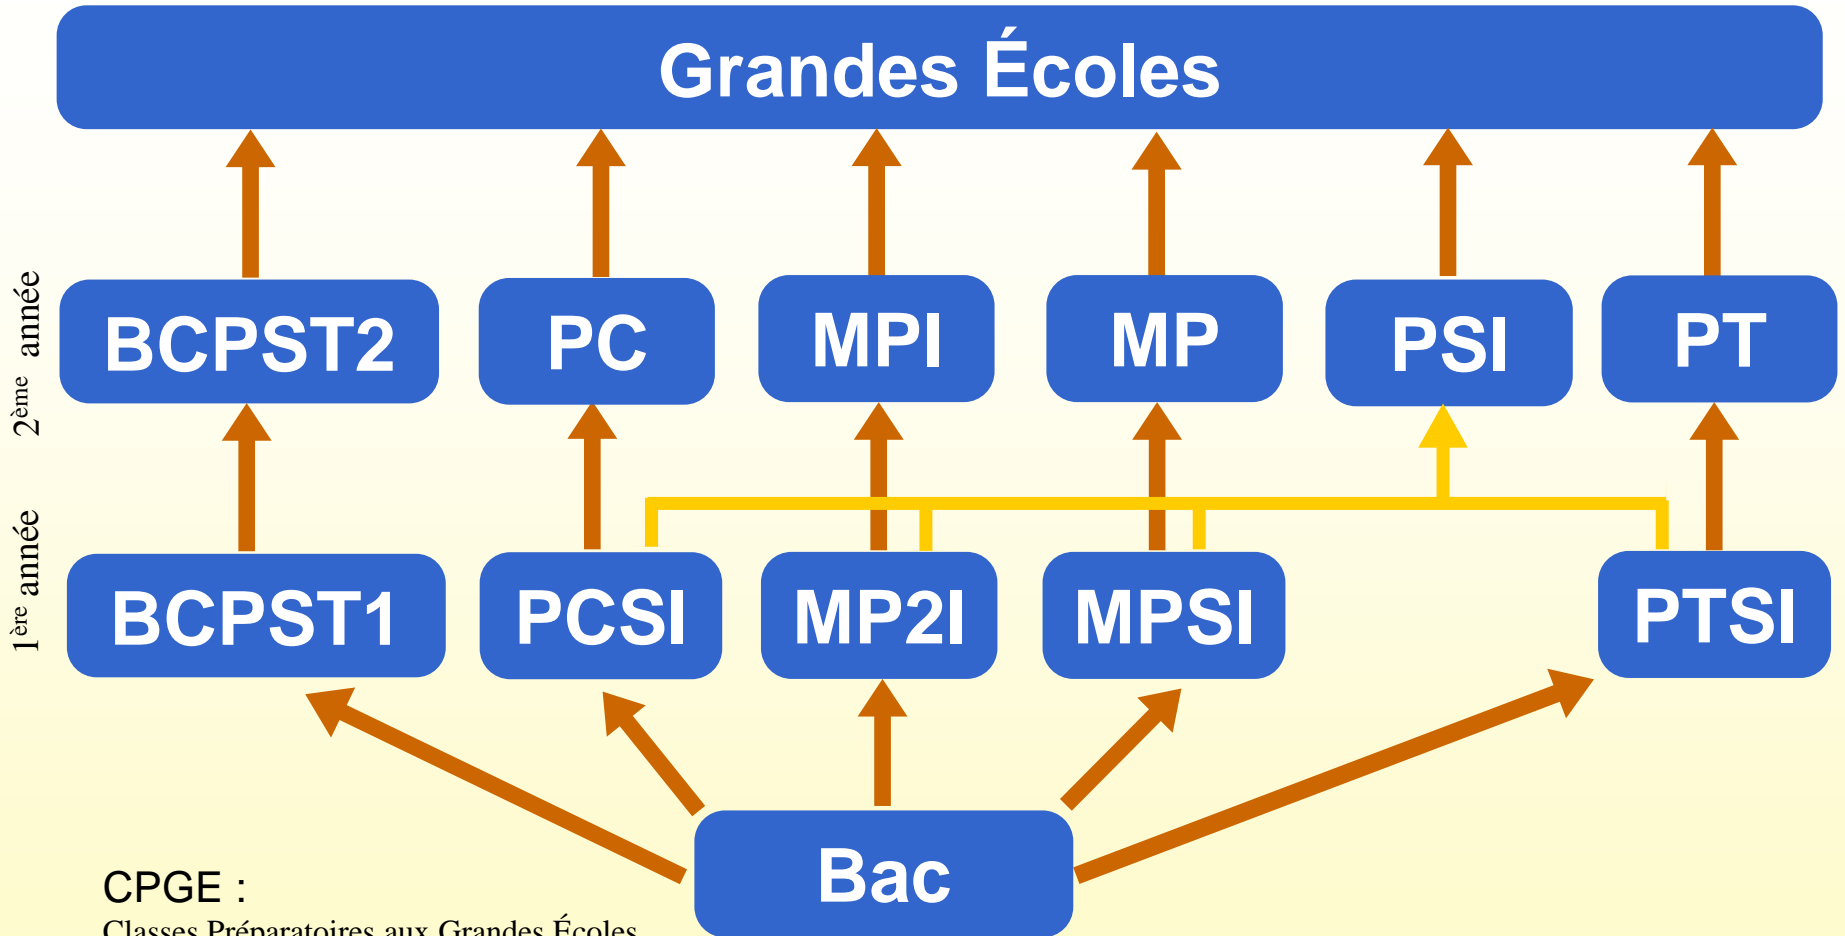 Grandes Écoles
2ème année
BCPST2
PC
MPI
MP
PSI
PT
1ère année
BCPST1
PCSI
MP2I
MPSI
PTSI
Bac
CPGE :
Classes Préparatoires aux Grandes Écoles